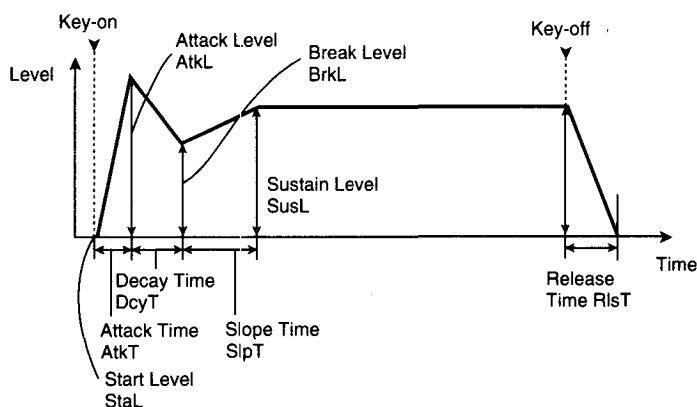 Key-on
Attack Level
AtkL
Break Level
BrkL
Key-off
Level
Sustain Level
SusL
Time
Decay Time
DcyT
Release
Time RlsT
Attack Time
AtkT
Slope Time
SlpT
Start Level
StaL